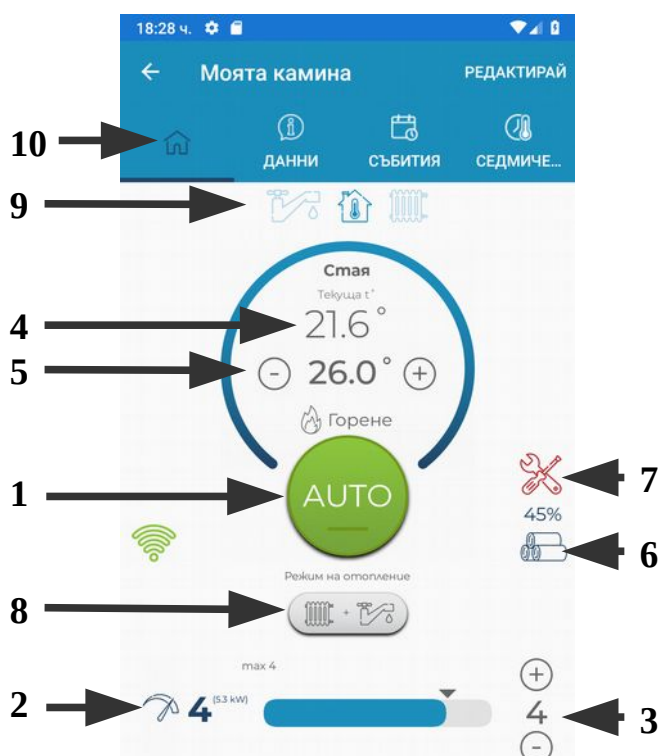 18:28 ч.
Моята камина РЕДАКТИРАЙ
10
ДАННИ СЪБИТИЯ СЕДМИЧЕ...
9
Стая
Текуща t°
4 21.6°
5 - 26.0° +
Горене
1 AUTO
7
45%
6
Режим на отопление
8 +
max 4
+
2 4 (5.3 kW) 4 3
-